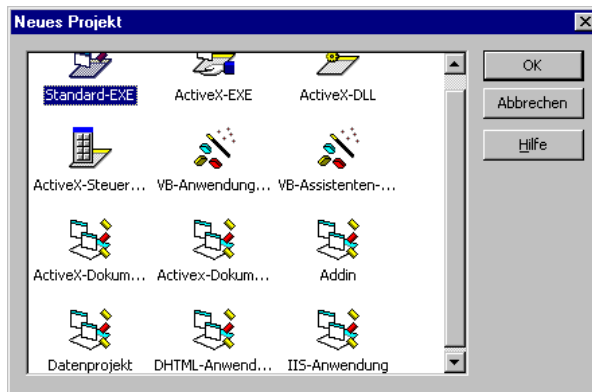 Neues Projekt
Standard-EXE
ActiveX-EXE
ActiveX-DLL
OK
Abbrechen
Hilfe
ActiveX-Steuer...
VB-Anwendung...
VB-Assistenten-...
ActiveX-Dokum...
Activex-Dokum...
Addin
Datenprojekt
DHTML-Anwend...
IIS-Anwendung